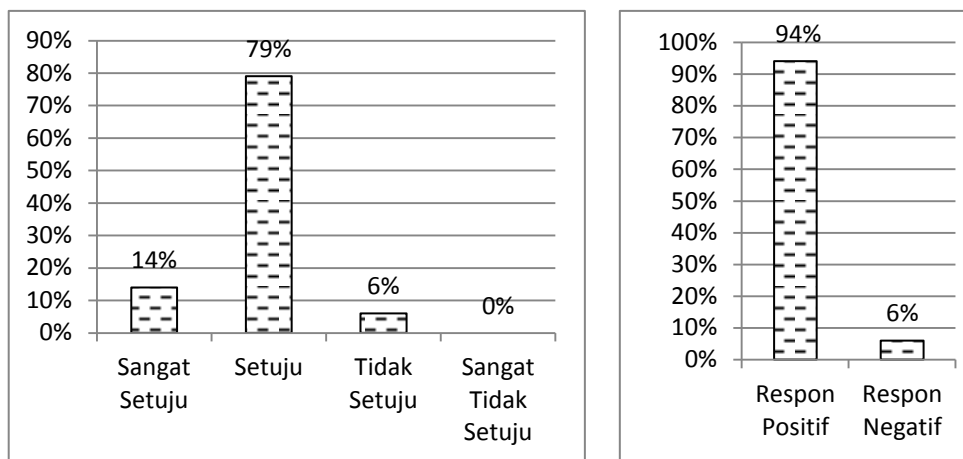 90%
80%
70%
60%
50%
40%
30%
20%
10%
0%
14%
79%
6%
0%
Sangat
Setuju
Setuju
Tidak
Setuju
Sangat
Tidak
Setuju
100%
90%
80%
70%
60%
50%
40%
30%
20%
10%
0%
94%
6%
Respon
Positif
Respon
Negatif